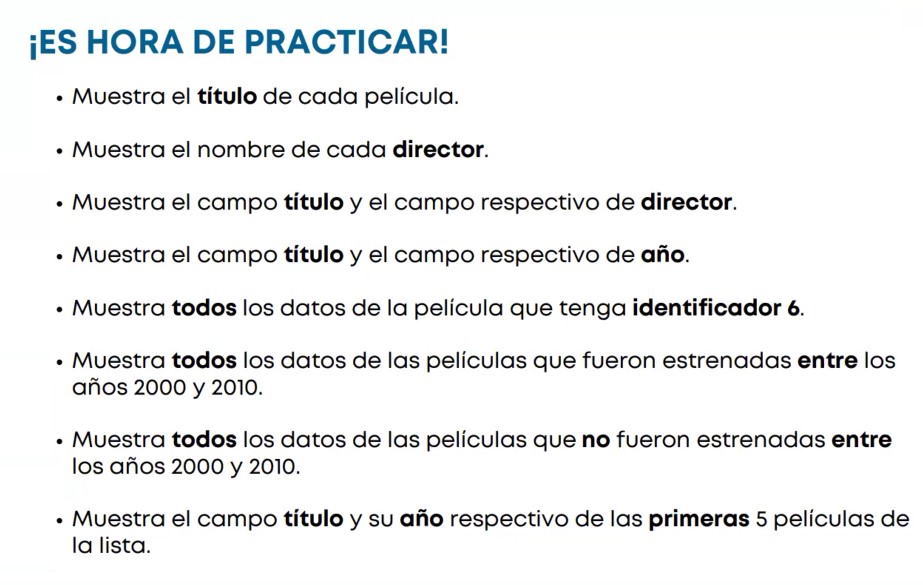 ¡ES HORA DE PRACTICAR!
• Muestra el título de cada película.
• Muestra el nombre de cada director.
• Muestra el campo título y el campo respectivo de director.
• Muestra el campo título y el campo respectivo de año.
• Muestra todos los datos de la película que tenga identificador 6.
• Muestra todos los datos de las películas que fueron estrenadas entre los
años 2000 y 2010.
• Muestra todos los datos de las películas que no fueron estrenadas entre
los años 2000 y 2010.
• Muestra el campo título y su año respectivo de las primeras 5 películas de
la lista.